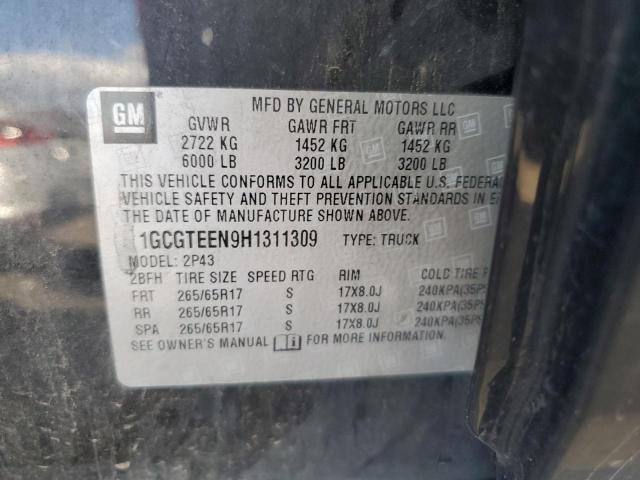 GM
MFD BY GENERAL MOTORS LLC
GVWR GAWR FRT GAWR RR
2722 KG 1452 KG 1452 KG
6000 LB 3200 LB 3200 LB
THIS VEHICLE CONFORMS TO ALL APPLICABLE U.S. FEDERA
VEHICLE SAFETY AND THEFT PREVENTION STANDARDS IN E
THE DATE OF MANUFACTURE SHOWN ABOVE.
1GCGTEEN9H1311309 TYPE: TRUCK
MODEL: 2P43
2BFH TIRE SIZE SPEED RTG RIM COLD TIRE P
FRT 265/65R17 S 17X8.0J 240KPA(35PS
RR 265/65R17 S 17X8.0J 240KPA(35PS
SPA 265/65R17 S 17X8.0J 240KPA(35PS
SEE OWNER'S MANUAL FOR MORE INFORMATION.